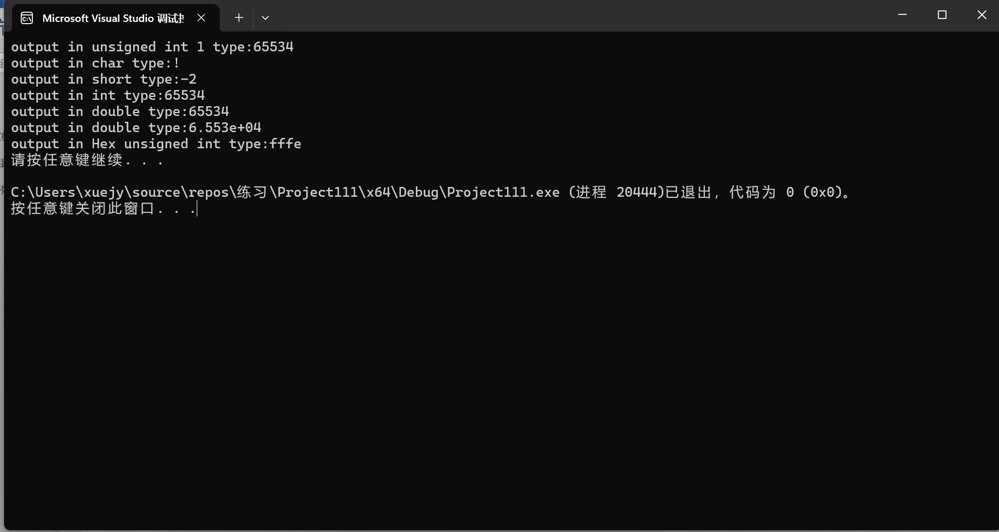 Microsoft Visual Studio 调试
output in unsigned int 1 type:65534
output in char type:!
output in short type:-2
output in int type:65534
output in double type:65534
output in double type:6.553e+04
output in Hex unsigned int type:fffe
请按任意键继续. . .
C:\Users\xuejy\source\repos\练习\Project111\x64\Debug\Project111.exe (进程 20444)已退出，代码为 0 (0x0)。
按任意键关闭此窗口. . .